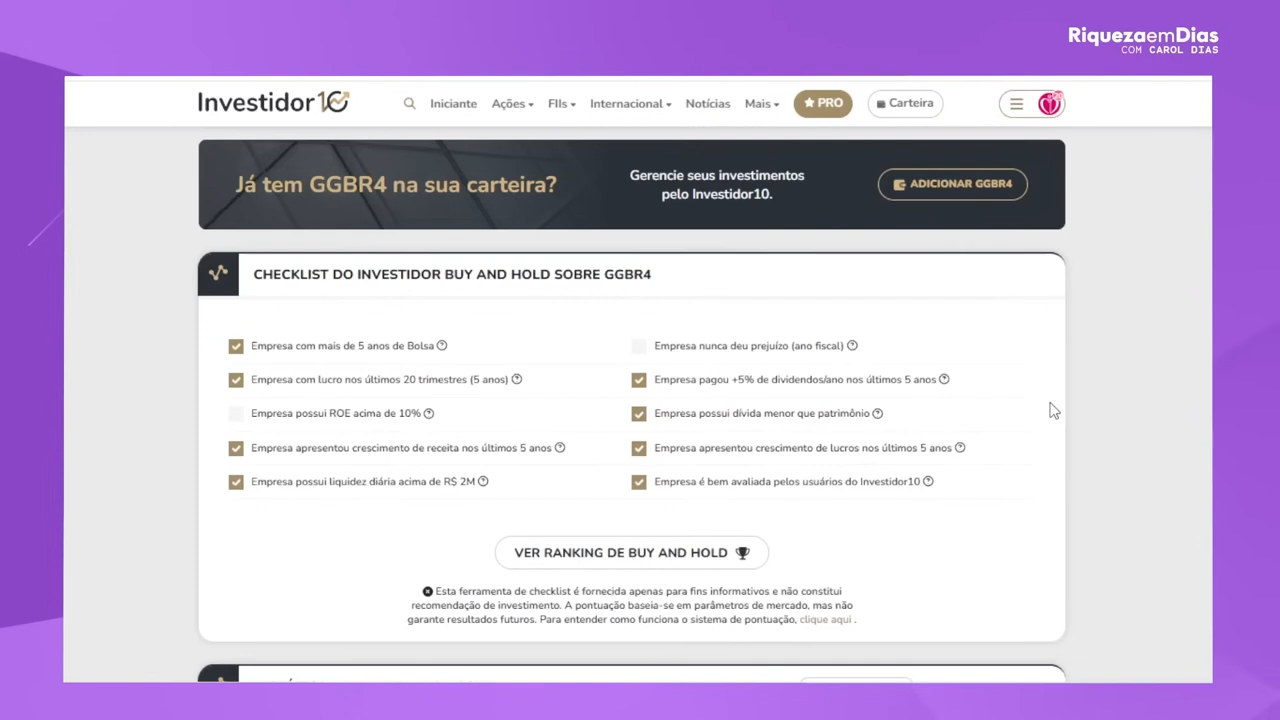 RiquezaemDias
COM CAROL DIAS
Investidor10
Iniciante Ações FIIs Internacional Notícias Mais PRO Carteira
Já tem GGBR4 na sua carteira?
Gerencie seus investimentos
pelo Investidor10.
ADICIONAR GGBR4
CHECKLIST DO INVESTIDOR BUY AND HOLD SOBRE GGBR4
Empresa com mais de 5 anos de Bolsa
Empresa nunca deu prejuízo (ano fiscal)
Empresa com lucro nos últimos 20 trimestres (5 anos)
Empresa pagou +5% de dividendos/ano nos últimos 5 anos
Empresa possui ROE acima de 10%
Empresa possui dívida menor que patrimônio
Empresa apresentou crescimento de receita nos últimos 5 anos
Empresa apresentou crescimento de lucros nos últimos 5 anos
Empresa possui liquidez diária acima de R$ 2M
Empresa é bem avaliada pelos usuários do Investidor10
VER RANKING DE BUY AND HOLD
Esta ferramenta de checklist é fornecida apenas para fins informativos e não constitui
recomendação de investimento. A pontuação baseia-se em parâmetros de mercado, mas não
garante resultados futuros. Para entender como funciona o sistema de pontuação, clique aqui .